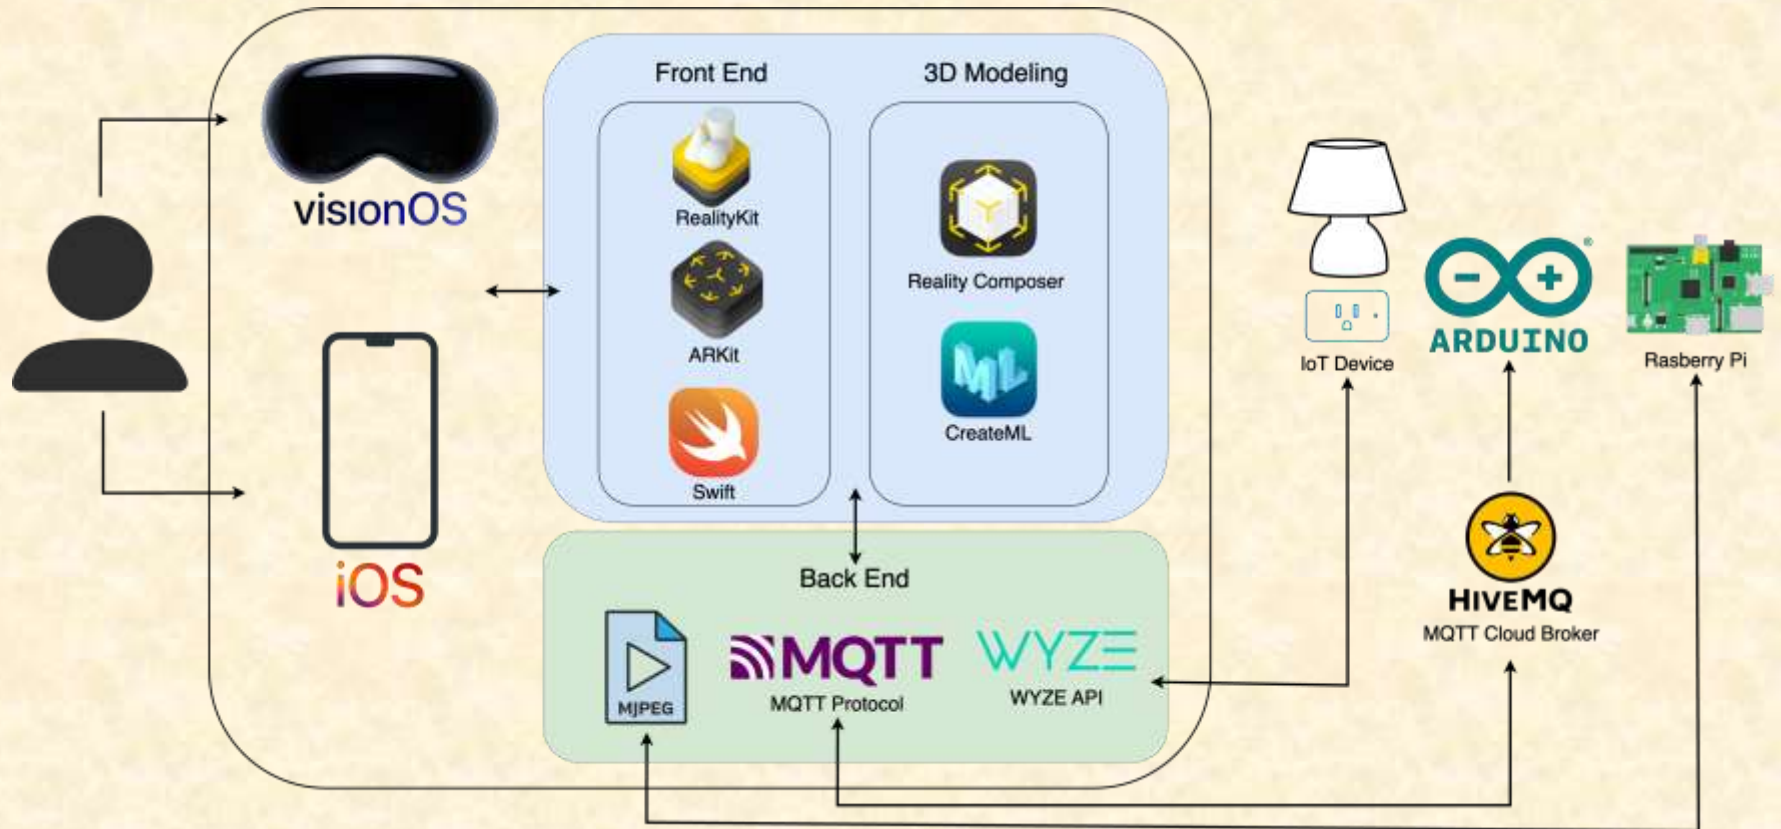 visionOS
iOS
Front End
RealityKit
ARKit
Swift
3D Modeling
Reality Composer
ML
CreateML
Back End
MJPEG
MQTT
MQTT Protocol
WYZE
WYZE API
IoT Device
ARDUINO
®
Rasberry Pi
HIVEMQ
MQTT Cloud Broker